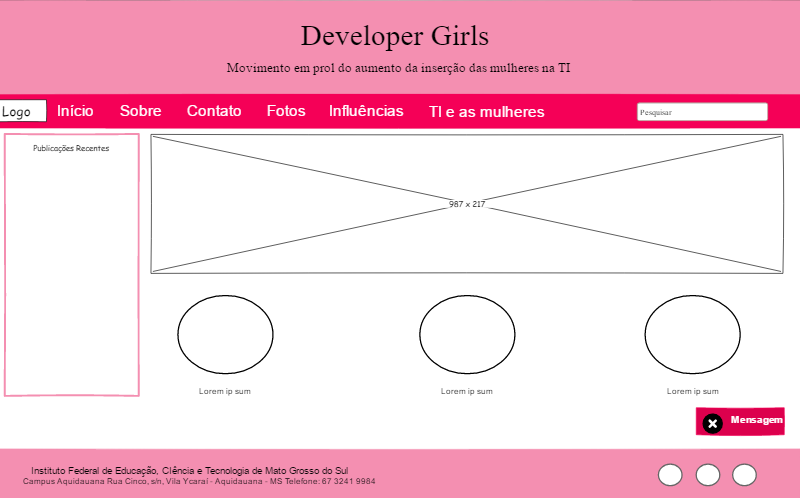 Developer Girls
Movimento em prol do aumento da inserção das mulheres na TI
Logo Início Sobre Contato Fotos Influências TI e as mulheres Pesquisar
Publicações Recentes
987 x 217
Lorem ip sum Lorem ip sum Lorem ip sum
Mensagem
Instituto Federal de Educação, CIência e Tecnologia de Mato Grosso do Sul
Campus Aquidauana Rua Cinco, s/n, Vila Ycaraí - Aquidauana - MS Telefone: 67 3241 9984